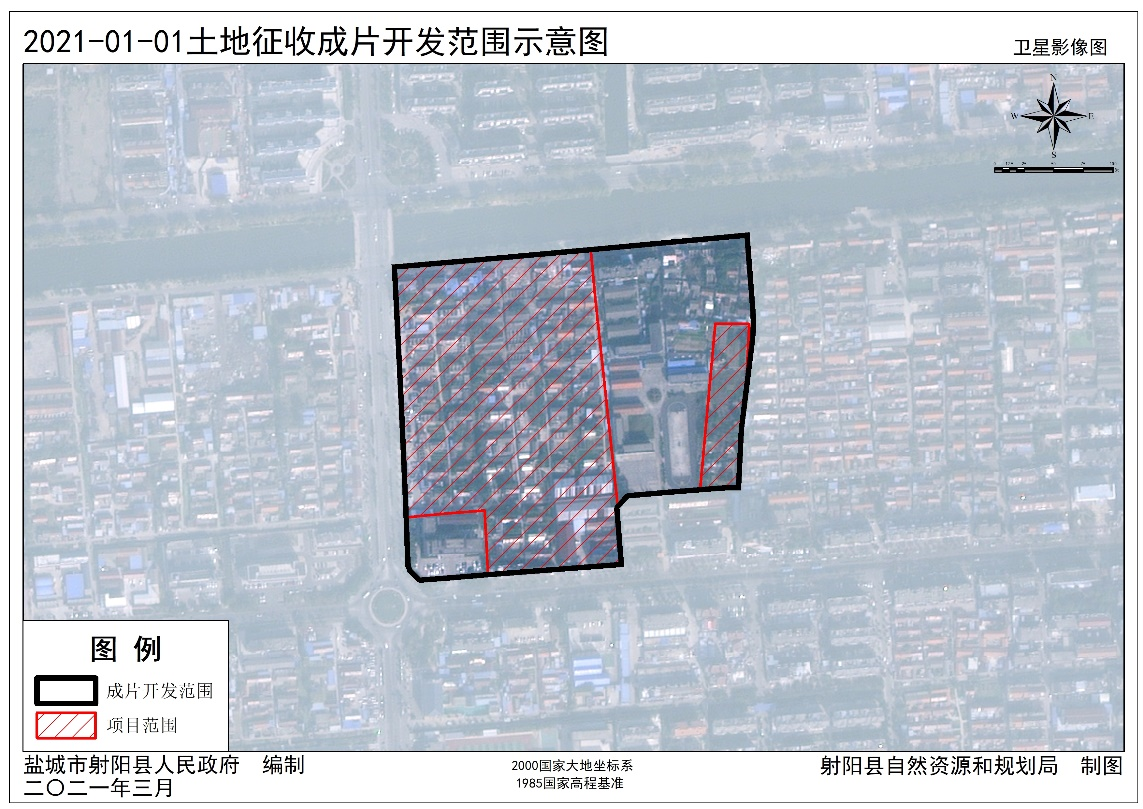 2021-01-01土地征收成片开发范围示意图
卫星影像图
N
W
E
S
图 例
成片开发范围
项目范围
盐城市射阳县人民政府 编制
二〇二一年三月
2000国家大地坐标系
1985国家高程基准
射阳县自然资源和规划局 制图